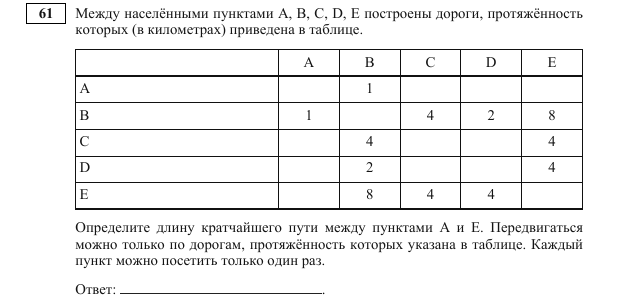 61 Между населёнными пунктами A, B, C, D, E построены дороги, протяжённость
которых (в километрах) приведена в таблице.
A B C D E
A 1
B 1 4 2 8
C 4 4
D 2 4
E 8 4 4
Определите длину кратчайшего пути между пунктами A и E. Передвигаться
можно только по дорогам, протяжённость которых указана в таблице. Каждый
пункт можно посетить только один раз.
Ответ: .